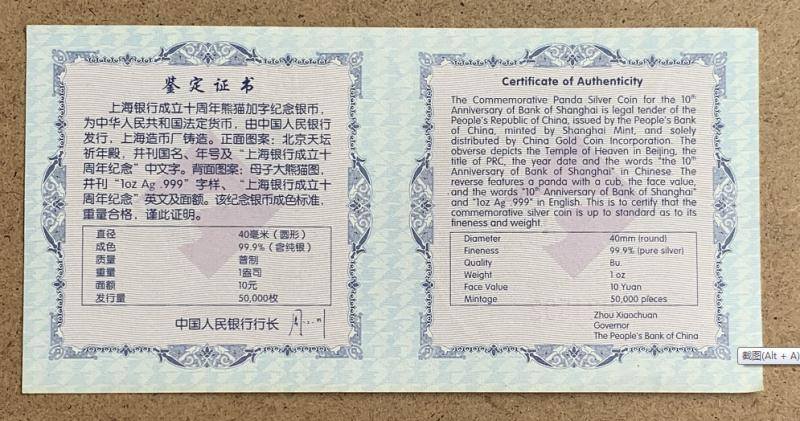 鉴定证书
上海银行成立十周年熊猫加字纪念银币，
为中华人民共和国法定货币，由中国人民银行
发行，上海造币厂铸造。正面图案：北京天坛
祈年殿，并刊国名、年号及“上海银行成立十
周年纪念”中文字。背面图案：母子大熊猫图，
并刊“1oz Ag .999”字样、“上海银行成立十
周年纪念”英文及面额。该纪念银币成色标准，
重量合格，谨此证明。
直径 40毫米（圆形）
成色 99.9%（含纯银）
质量 普制
重量 1盎司
面额 10元
发行量 50,000枚
中国人民银行行长
Certificate of Authenticity
The Commemorative Panda Silver Coin for the 10th
Anniversary of Bank of Shanghai is legal tender of the
People's Republic of China, issued by the People's Bank
of China, minted by Shanghai Mint, and solely
distributed by China Gold Coin Incorporation. The
obverse depicts the Temple of Heaven in Beijing, the
title of PRC, the year date and the words "the 10th
Anniversary of Bank of Shanghai" in Chinese. The
reverse features a panda with a cub, the face value,
and the words "10th Anniversary of Bank of Shanghai"
and "1oz Ag .999" in English. This is to certify that the
commemorative silver coin is up to standard as to its
fineness and weight.
Diameter 40mm (round)
Fineness 99.9% (pure silver)
Quality Bu.
Weight 1 oz
Face Value 10 Yuan
Mintage 50,000 pieces
Zhou Xiaochuan
Governor
The People's Bank of China
截图(Alt + A)